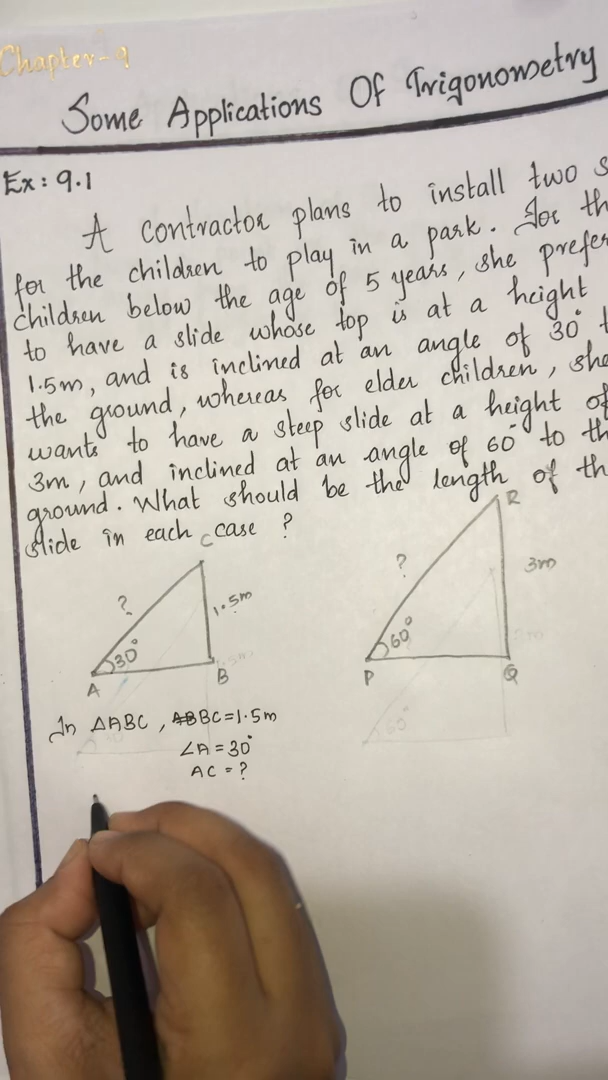 Chapter-9
Some Applications Of Trigonometry
Ex: 9.1
A contractor plans to install two s
for the children to play in a park. For th
children below the age of 5 years, she prefer
to have a slide whose top is at a height
1.5m, and is inclined at an angle of 30° t
the ground, whereas for elder children, she
wants to have a steep slide at a height of
3m, and inclined at an angle of 60° to th
ground. What should be the length of th
slide in each case ?
C
R
?
1.5m
?
3m
30°
60°
A
B
P
Q
In △ABC, BC=1.5m
∠A = 30°
AC = ?